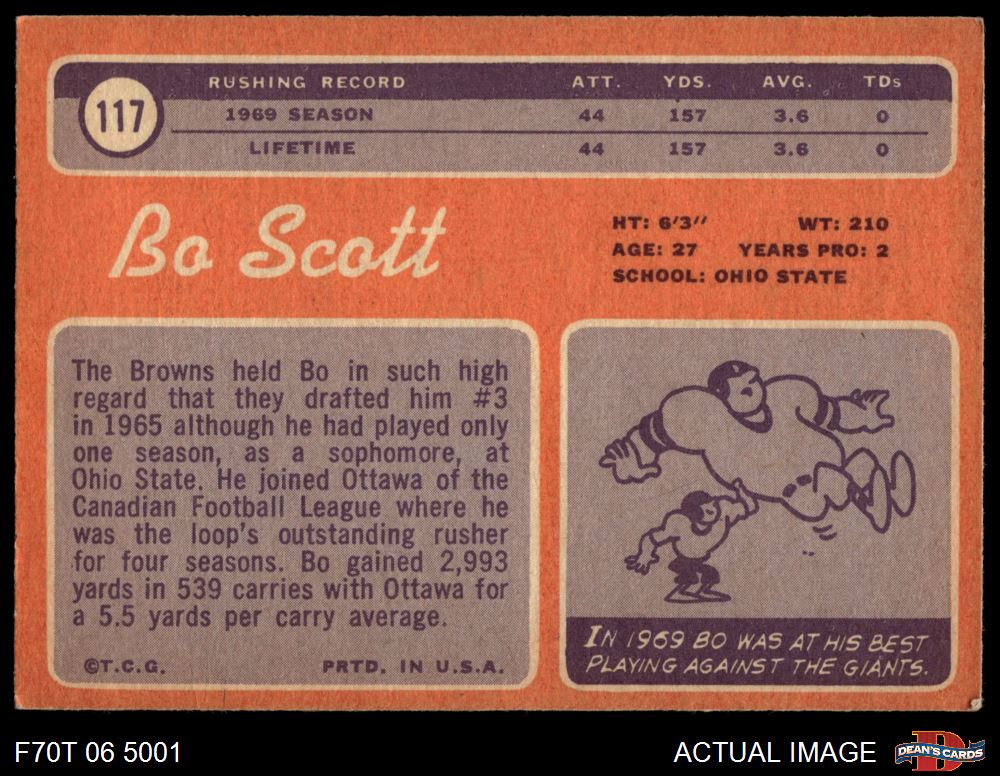 117
RUSHING RECORD ATT. YDS. AVG. TDs
1969 SEASON 44 157 3.6 0
LIFETIME 44 157 3.6 0
Bo Scott
HT: 6'3" WT: 210
AGE: 27 YEARS PRO: 2
SCHOOL: OHIO STATE
The Browns held Bo in such high
regard that they drafted him #3
in 1965 although he had played only
one season, as a sophomore, at
Ohio State. He joined Ottawa of the
Canadian Football League where he
was the loop's outstanding rusher
for four seasons. Bo gained 2,993
yards in 539 carries with Ottawa for
a 5.5 yards per carry average.
©T.C.G. PRTD. IN U.S.A.
IN 1969 BO WAS AT HIS BEST
PLAYING AGAINST THE GIANTS.
F70T 06 5001
ACTUAL IMAGE
DEAN'S CARDS